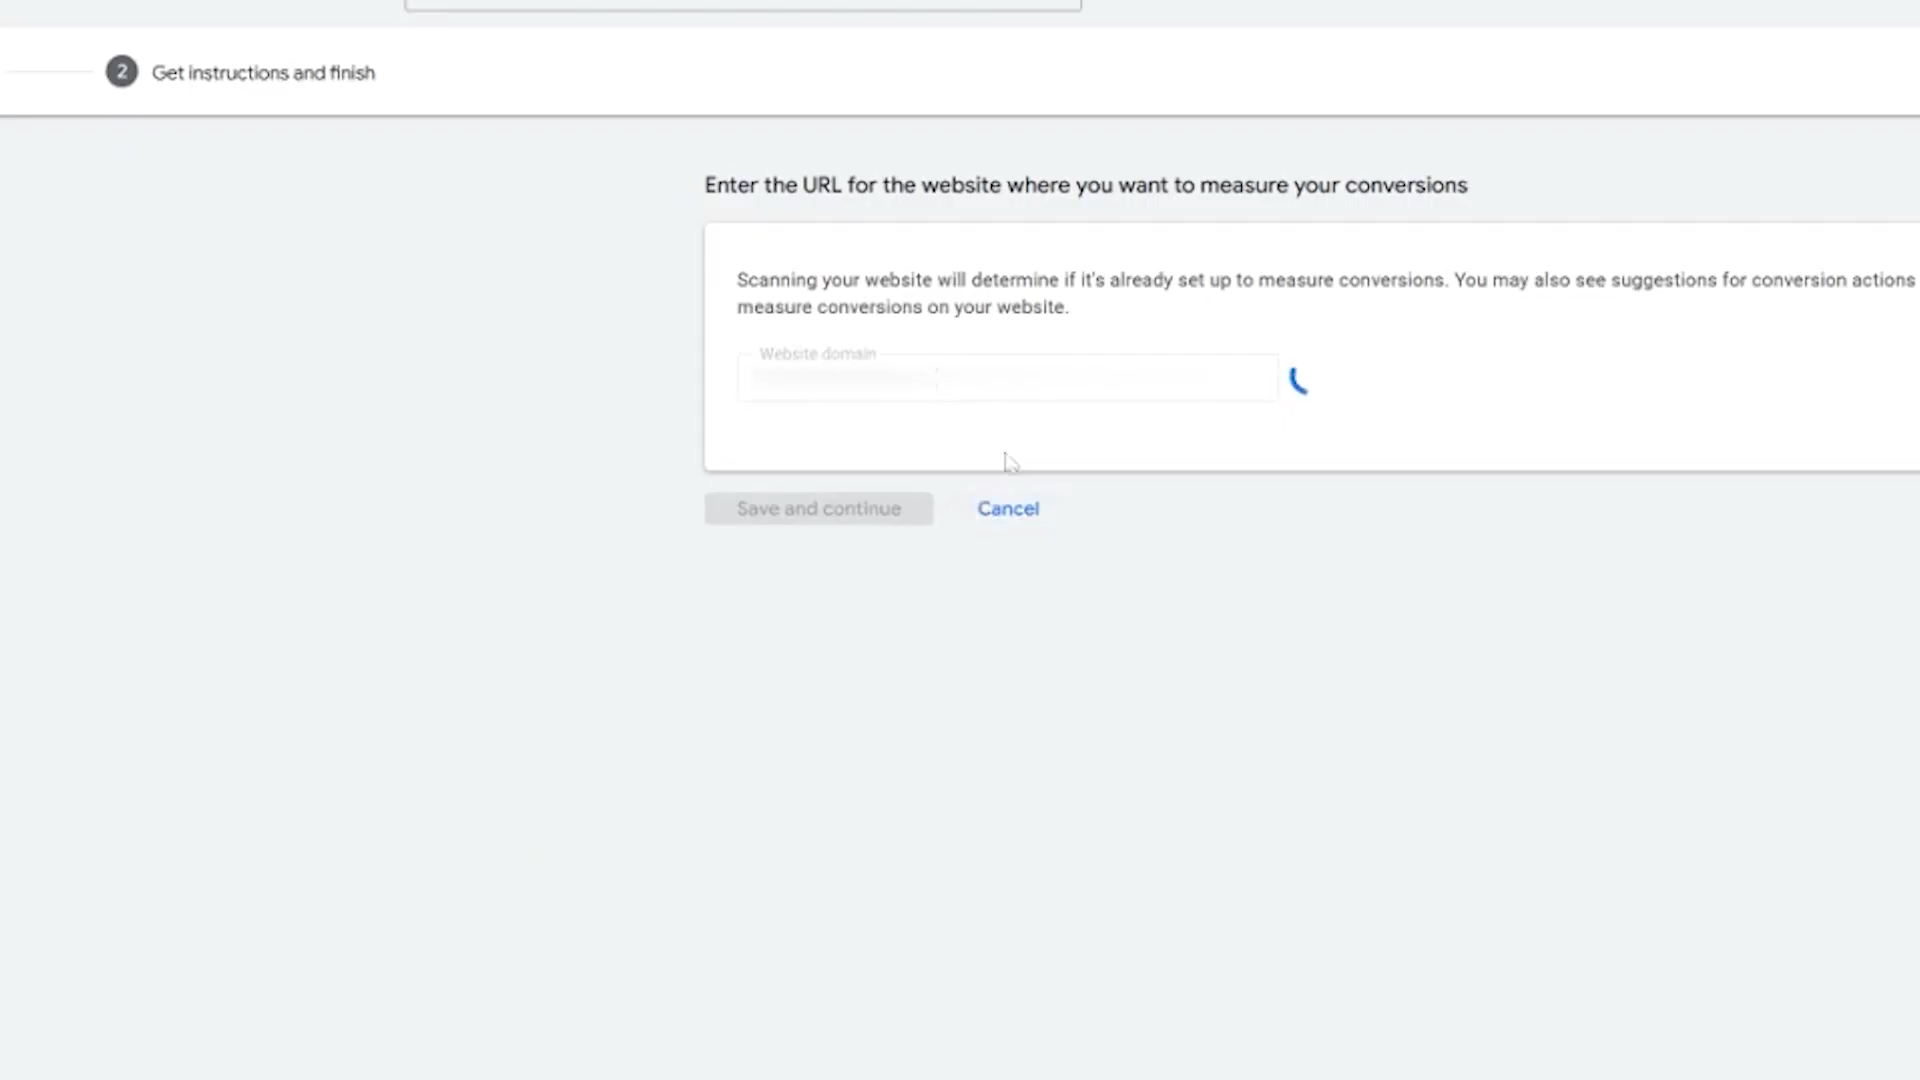 2 Get instructions and finish
Enter the URL for the website where you want to measure your conversions
Scanning your website will determine if it's already set up to measure conversions. You may also see suggestions for conversion actions
measure conversions on your website.
Website domain
Save and continue
Cancel